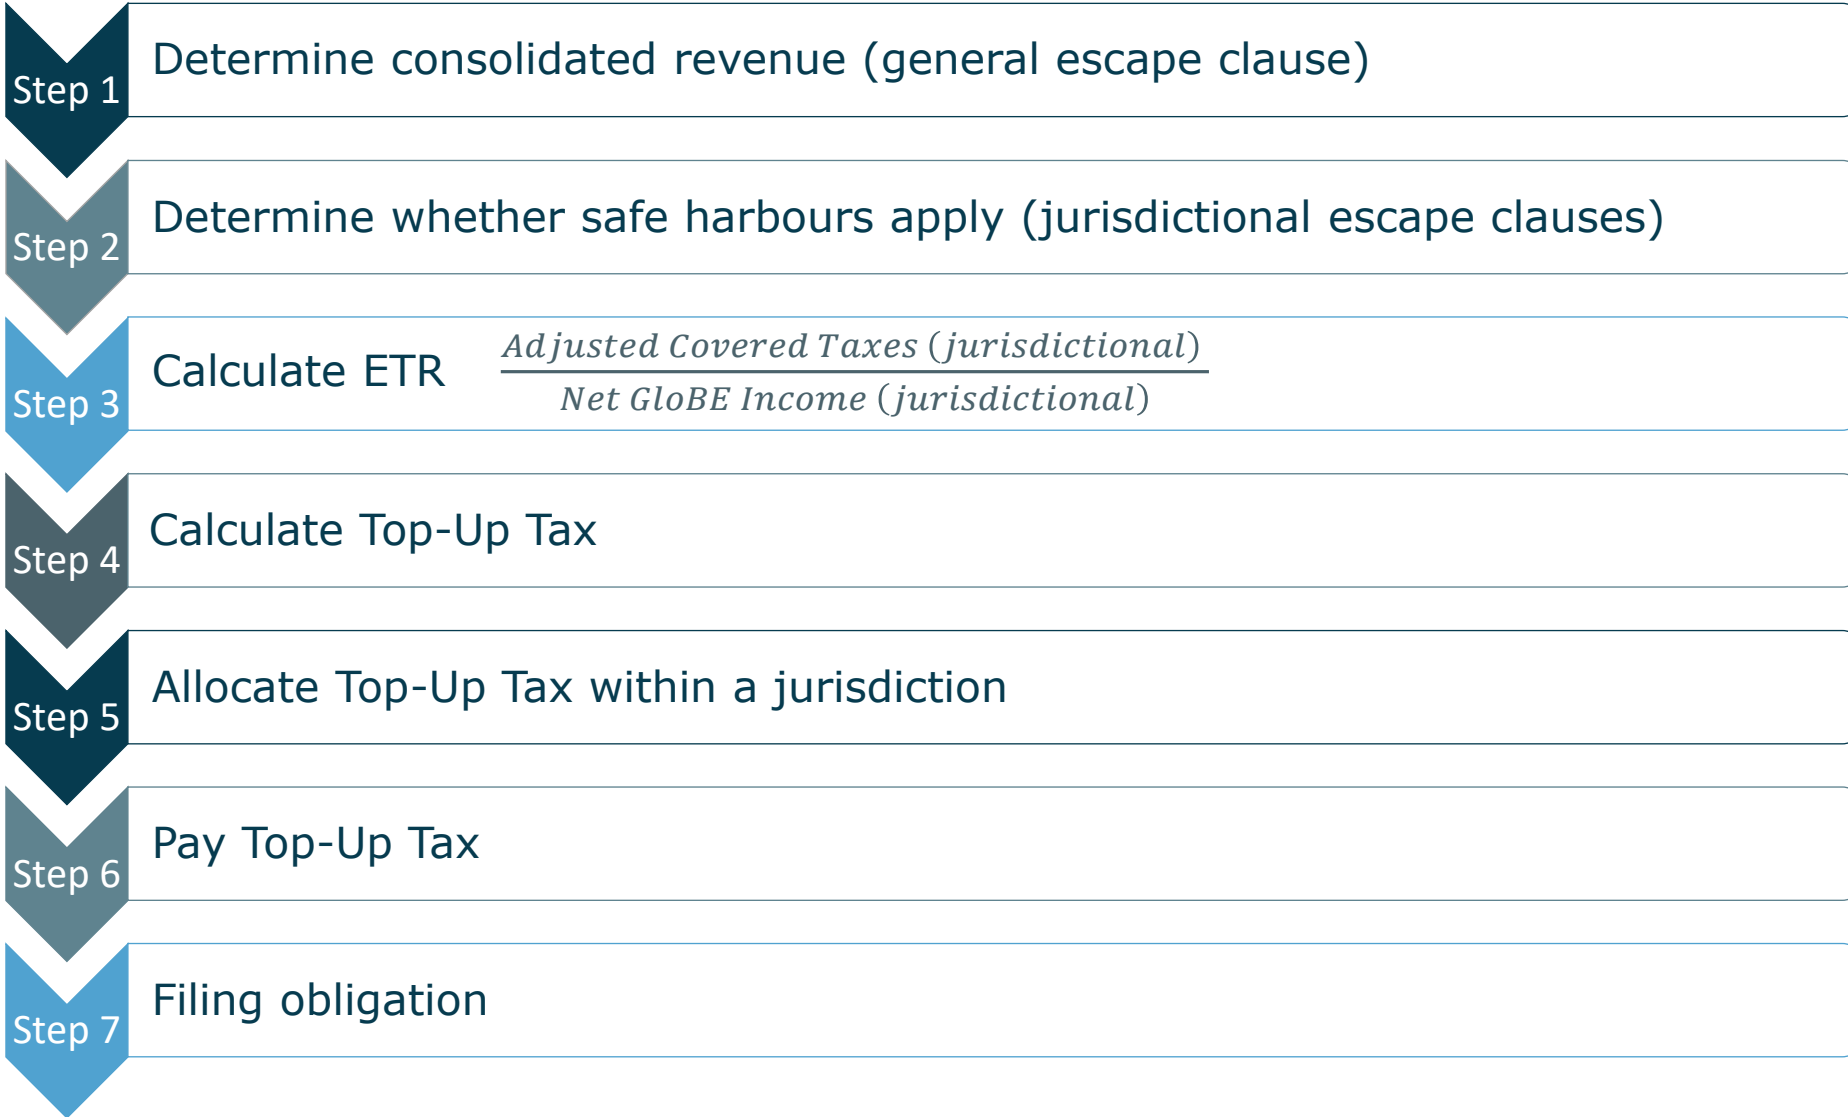 Step 1
Determine consolidated revenue (general escape clause)
Step 2
Determine whether safe harbours apply (jurisdictional escape clauses)
Step 3
Calculate ETR
Adjusted Covered Taxes (jurisdictional)
Net GloBE Income (jurisdictional)
Step 4
Calculate Top-Up Tax
Step 5
Allocate Top-Up Tax within a jurisdiction
Step 6
Pay Top-Up Tax
Step 7
Filing obligation